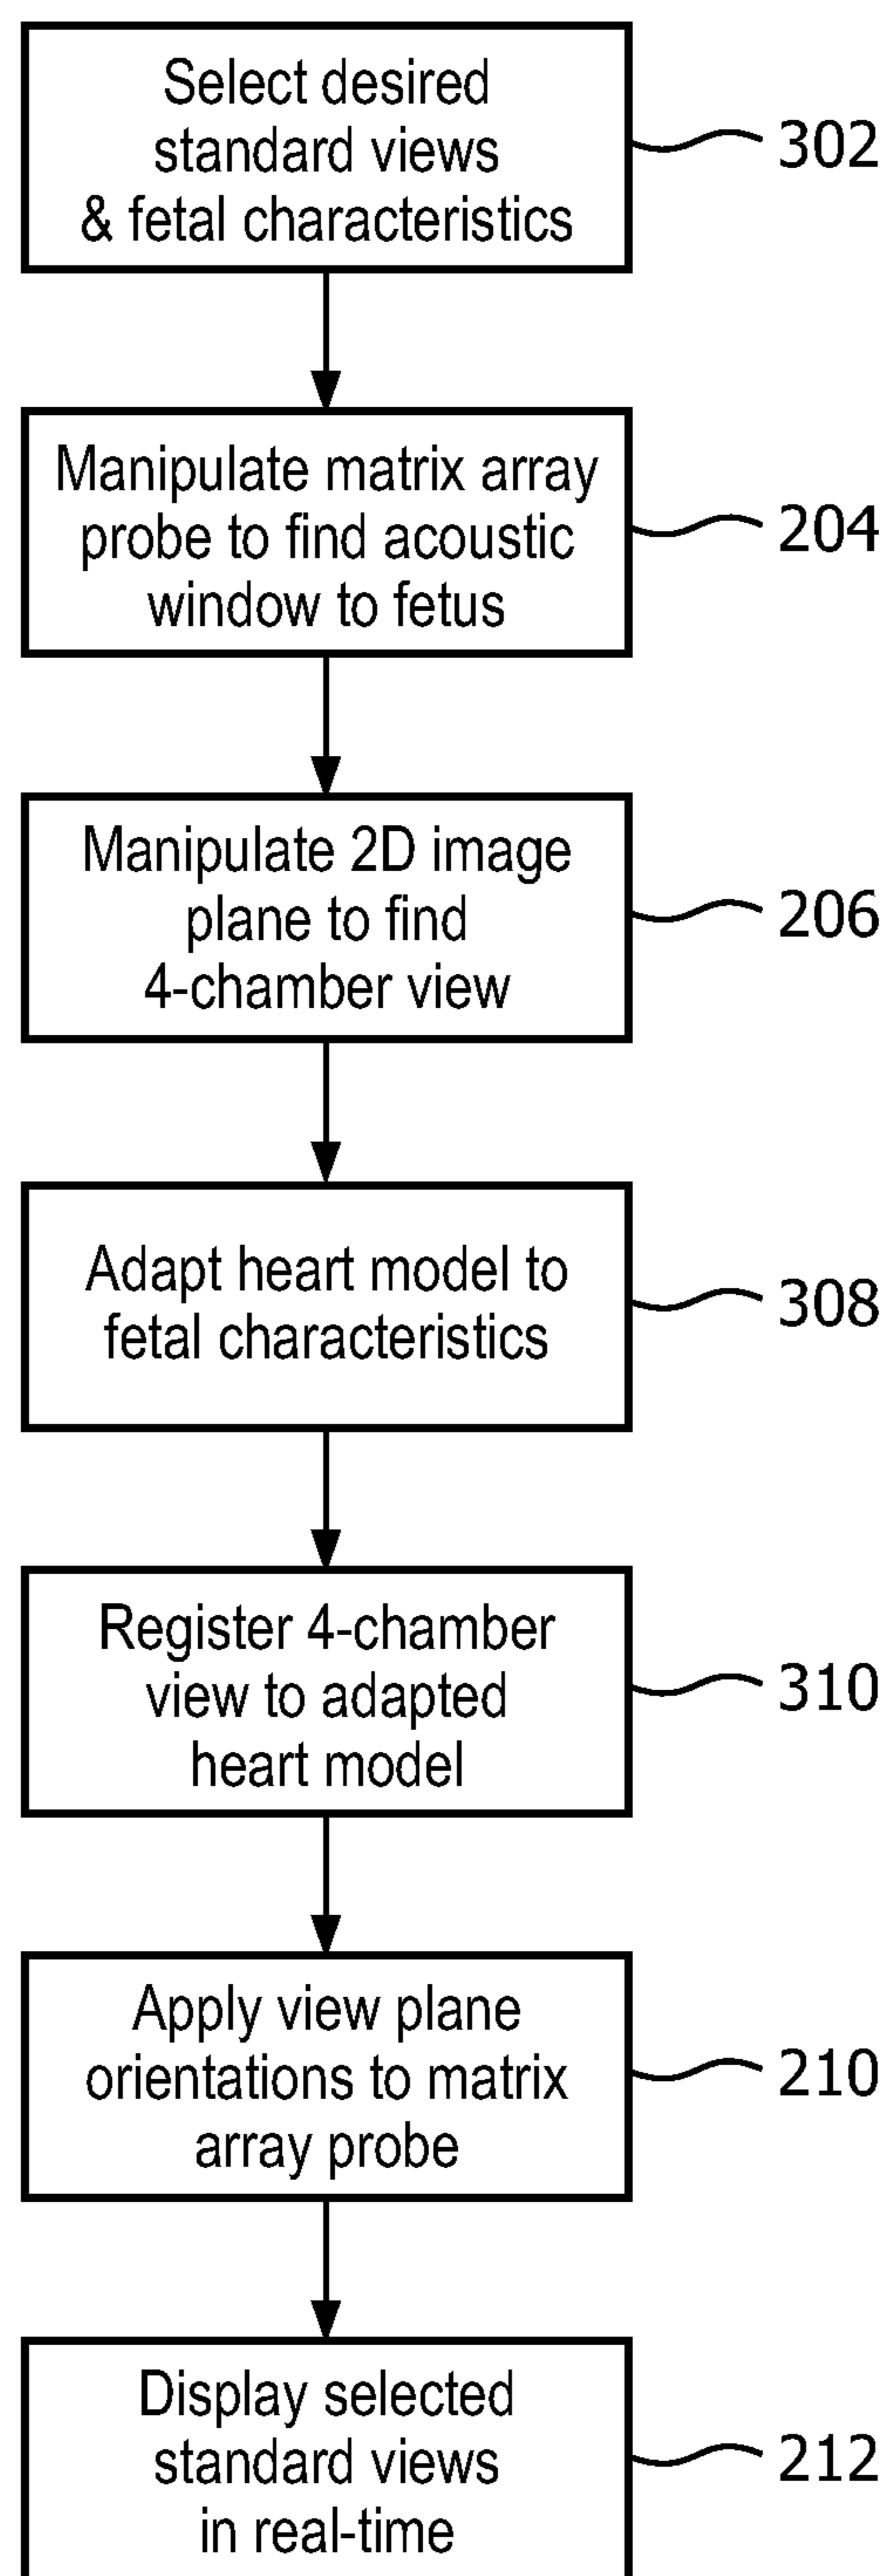 Select desired
standard views
& fetal characteristics
302
Manipulate matrix array
probe to find acoustic
window to fetus
204
Manipulate 2D image
plane to find
4-chamber view
206
Adapt heart model to
fetal characteristics
308
Register 4-chamber
view to adapted
heart model
310
Apply view plane
orientations to matrix
array probe
210
Display selected
standard views
in real-time
212